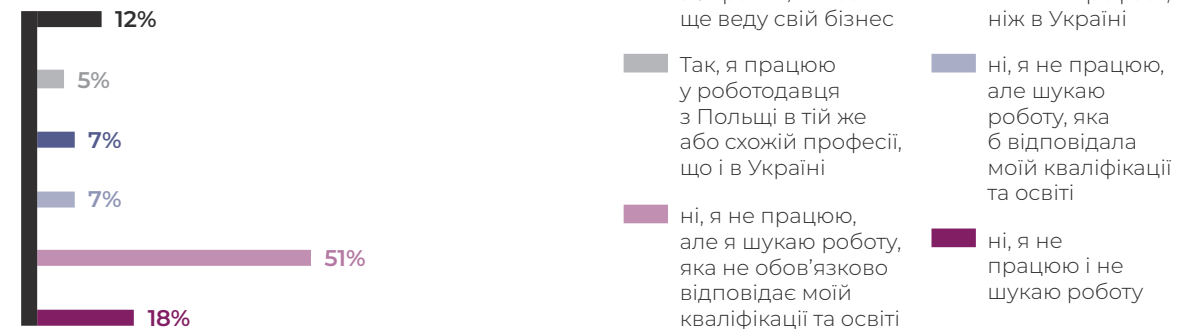 12%
5%
7%
7%
51%
18%
ще веду свій бізнес
Так, я працюю
у роботодавця
з Польщі в тій же
або схожій професії,
що і в Україні
ні, я не працюю,
але я шукаю роботу,
яка не обов’язково
відповідає моїй
кваліфікації та освіті
ніж в Україні
ні, я не працюю,
але шукаю
роботу, яка
б відповідала
моїй кваліфікації
та освіті
ні, я не
працюю і не
шукаю роботу